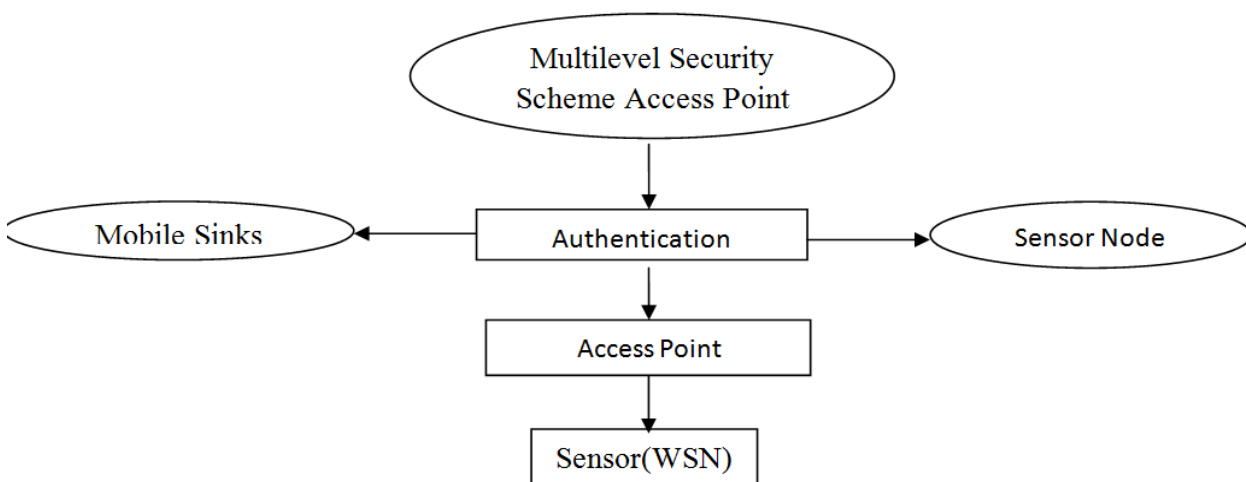 Multilevel Security
Scheme Access Point
Mobile Sinks
Authentication
Sensor Node
Access Point
Sensor(WSN)